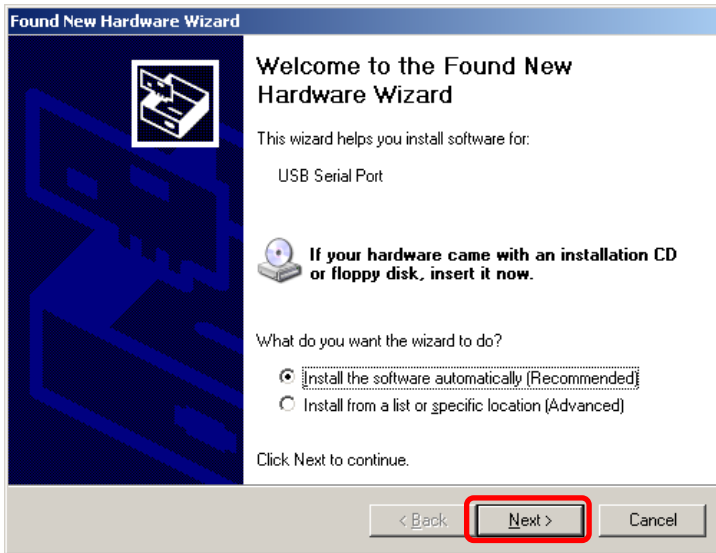 Found New Hardware Wizard
Welcome to the Found New
Hardware Wizard
This wizard helps you install software for:
USB Serial Port
If your hardware came with an installation CD
or floppy disk, insert it now.
What do you want the wizard to do?
Install the software automatically (Recommended)
Install from a list or specific location (Advanced)
Click Next to continue.
< Back
Next >
Cancel